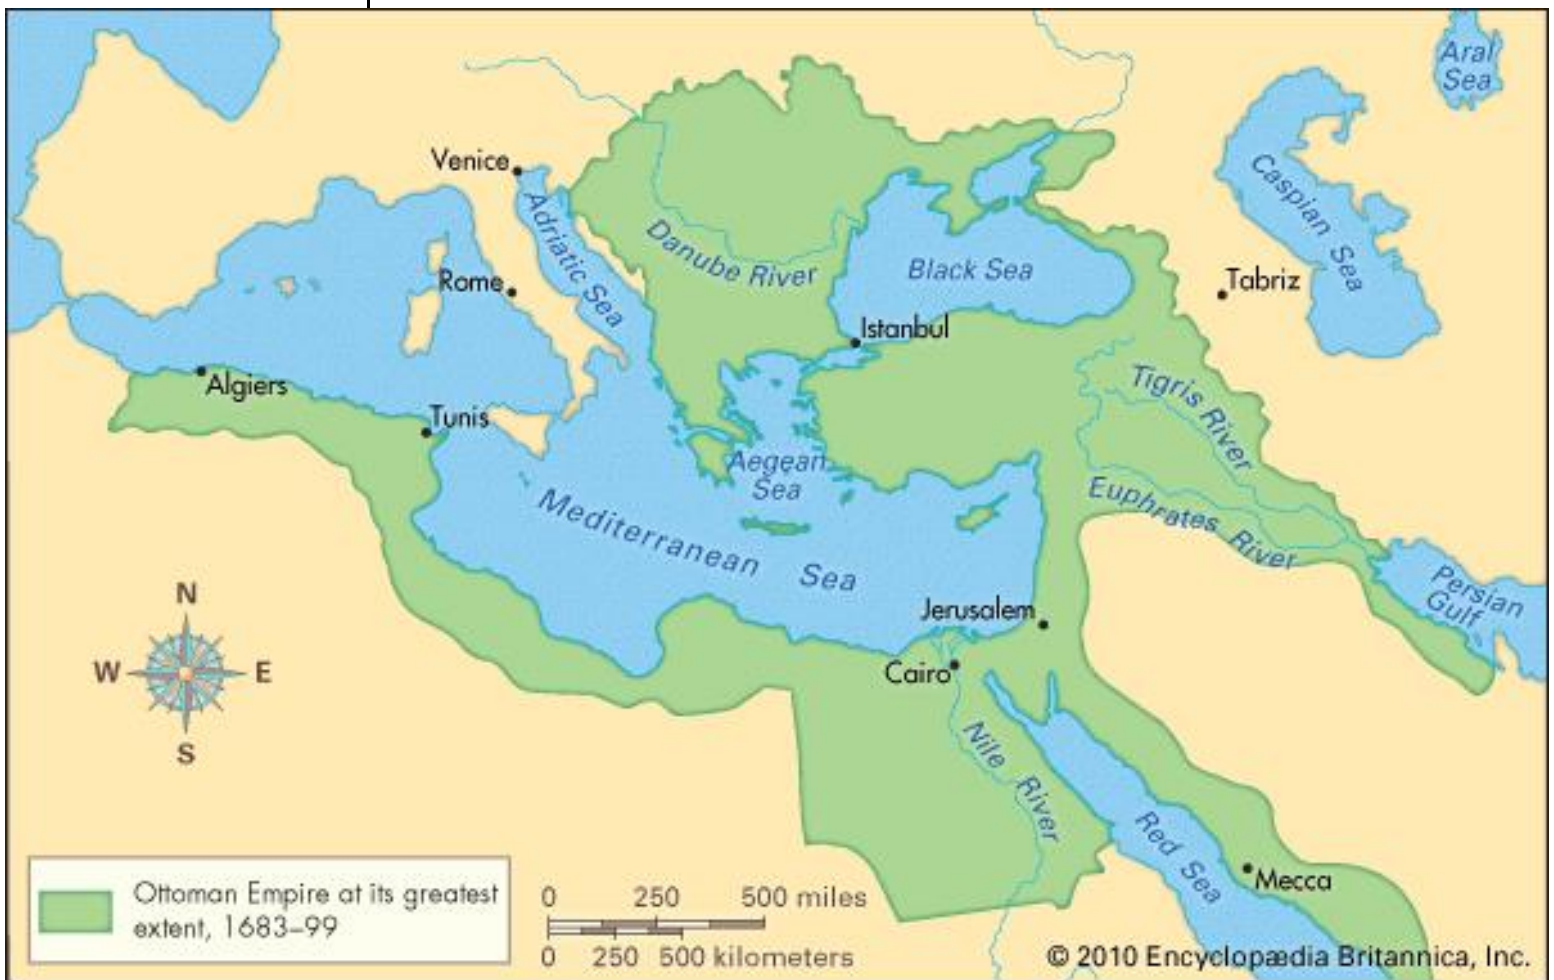 Aral
Sea
Caspian Sea
Venice
Adriatic Sea
Danube River
Black Sea
Rome
Tabriz
Istanbul
Algiers
Tunis
Tigris River
Aegean
Sea
Euphrates River
Mediterranean Sea
Persian
Gulf
Jerusalem
Cairo
N
W
E
S
Nile River
Red Sea
Mecca
Ottoman Empire at its greatest
extent, 1683–99
0 250 500 miles
0 250 500 kilometers
© 2010 Encyclopædia Britannica, Inc.